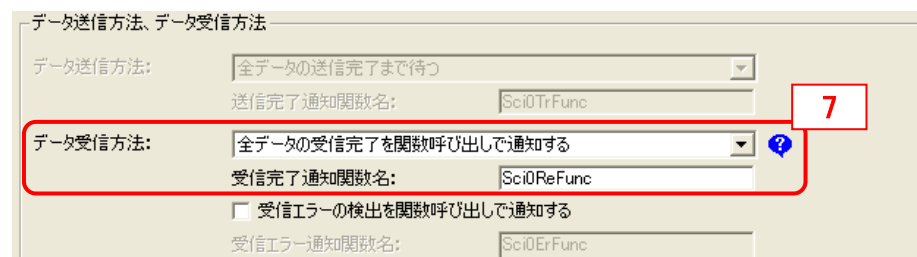 データ送信方法、データ受信方法
データ送信方法: 全データの送信完了まで待つ
送信完了通知関数名: Sci0TrFunc
7
データ受信方法: 全データの受信完了を関数呼び出しで通知する ?
受信完了通知関数名: Sci0ReFunc
受信エラーの検出を関数呼び出しで通知する
受信エラー通知関数名: Sci0ErFunc